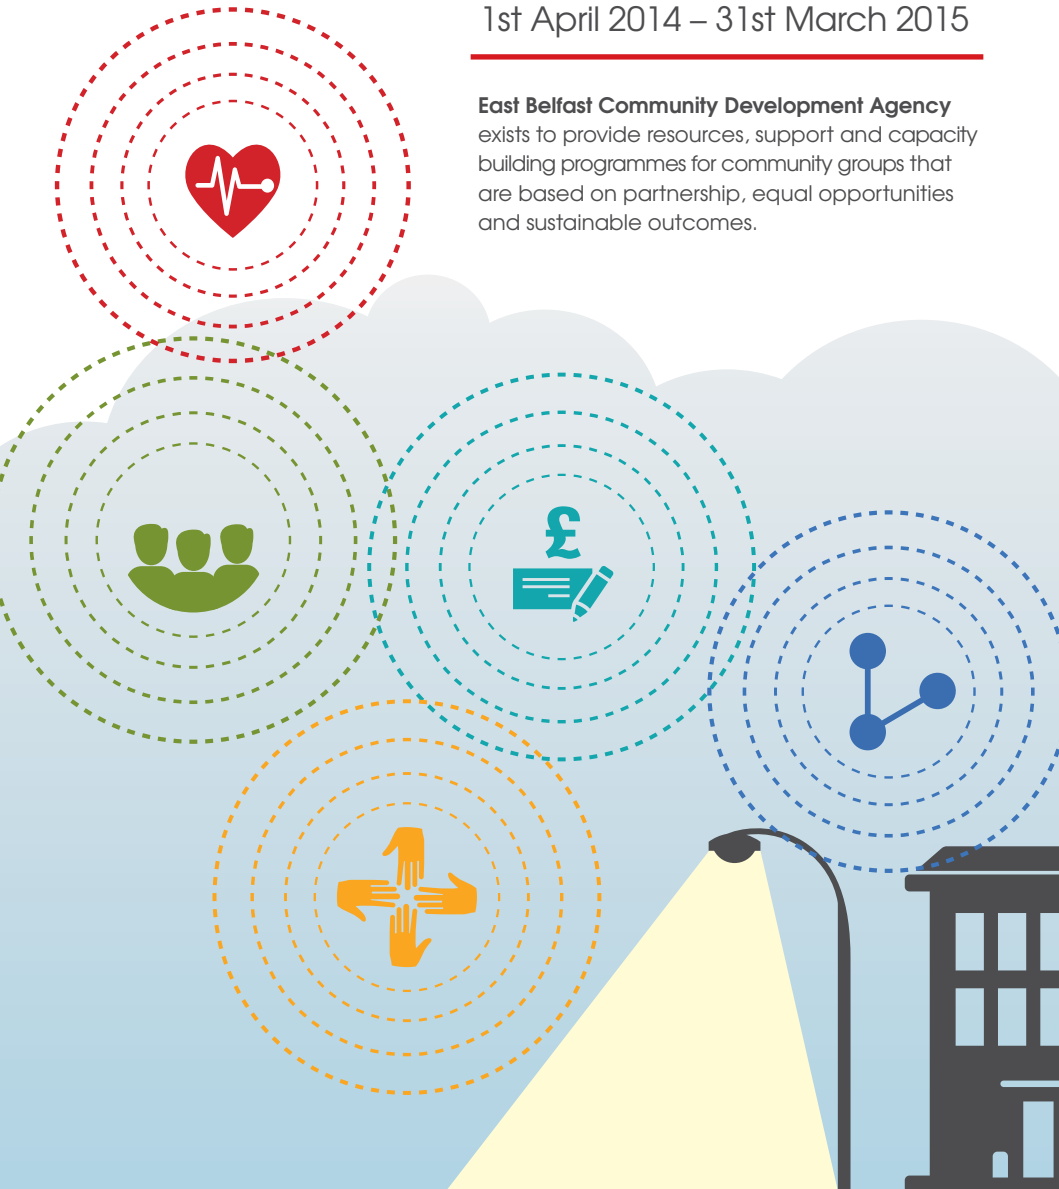 1st April 2014 – 31st March 2015
East Belfast Community Development Agency
exists to provide resources, support and capacity
building programmes for community groups that
are based on partnership, equal opportunities
and sustainable outcomes.
£